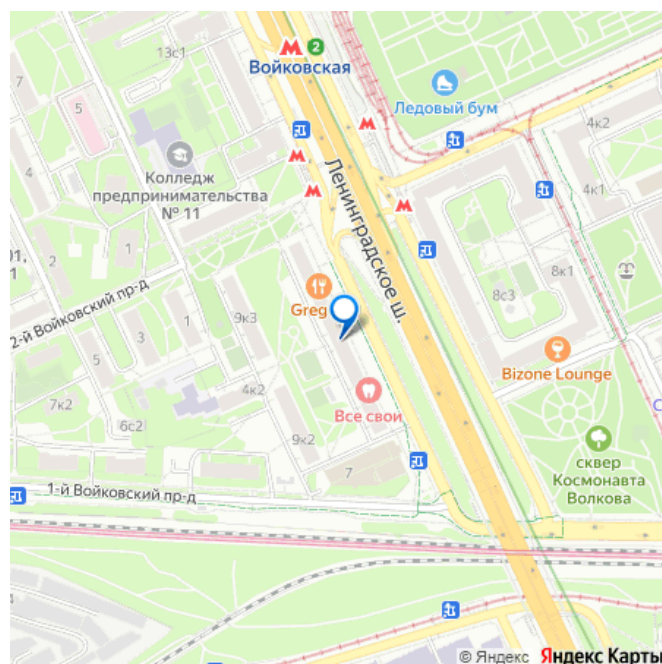 13с1
2
Войковская
7
5
Ледовый бум
4к2
Колледж
предпринимательства
№ 11
Ленинградское ш.
4к1
01.
1
2
1
8к1
8с3
2-й Войковский пр-д
Greg
9к3
1
3
5
Bizone Lounge
7к2
4к2
Все свои
6с2
9к2
7
сквер
Космонавта
Волкова
С
1-й Войковский пр-д
4
© Яндекс Яндекс Карты